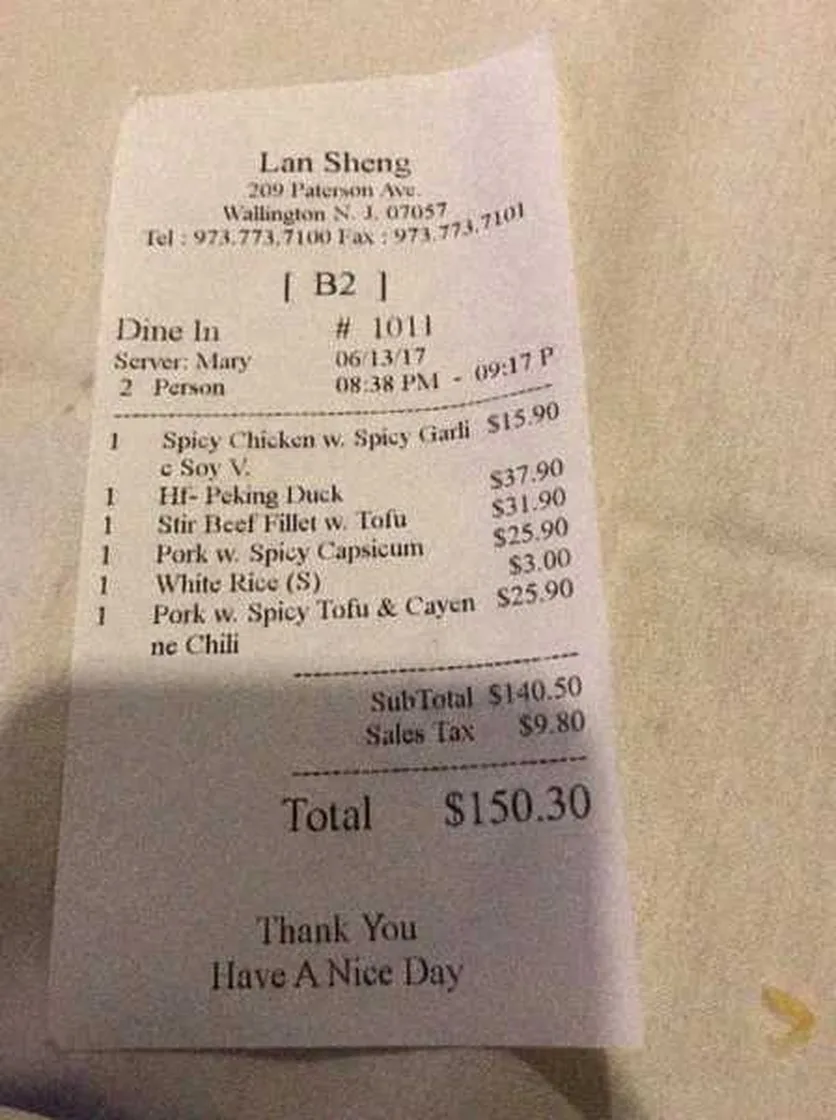 Lan Sheng
209 Paterson Ave.
Wallington N. J. 07057
Tel : 973.773.7100 Fax : 973.773.7101
[ B2 ]
Dine In # 1011
Server: Mary 06/13/17
2 Person 08:38 PM - 09:17 P
1 Spicy Chicken w. Spicy Garli $15.90
c Soy V.
1 Hf- Peking Duck $37.90
1 Stir Beef Fillet w. Tofu $31.90
1 Pork w. Spicy Capsicum $25.90
1 White Rice (S) $3.00
1 Pork w. Spicy Tofu & Cayen $25.90
ne Chili
SubTotal $140.50
Sales Tax $9.80
Total $150.30
Thank You
Have A Nice Day